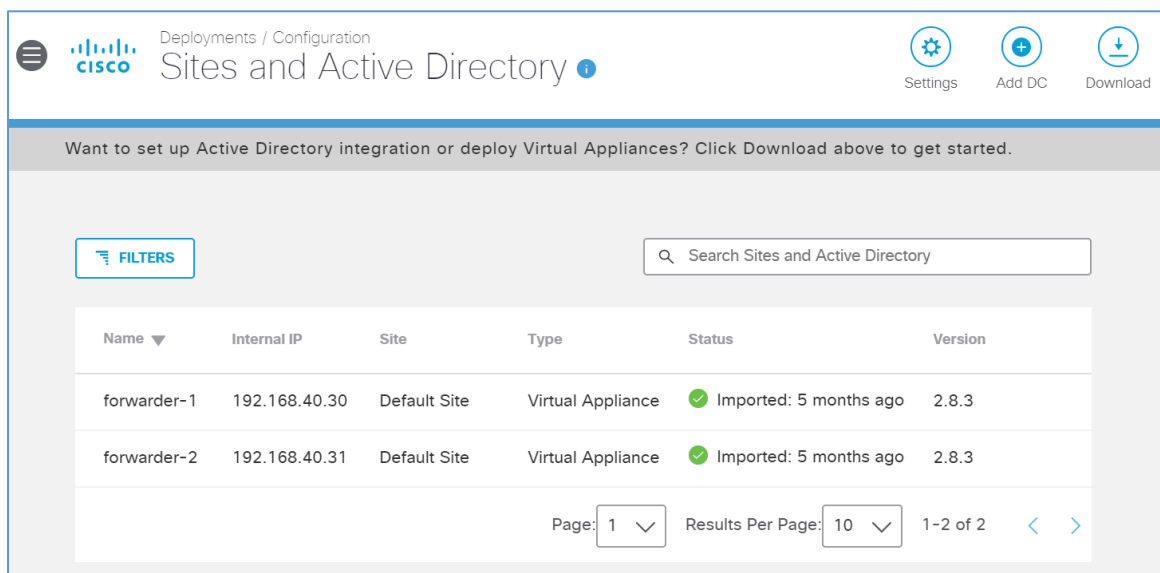 Deployments / Configuration
CISCO Sites and Active Directory i
Settings Add DC Download
Want to set up Active Directory integration or deploy Virtual Appliances? Click Download above to get started.
FILTERS Search Sites and Active Directory
Name Internal IP Site Type Status Version
forwarder-1 192.168.40.30 Default Site Virtual Appliance Imported: 5 months ago 2.8.3
forwarder-2 192.168.40.31 Default Site Virtual Appliance Imported: 5 months ago 2.8.3
Page: 1 Results Per Page: 10 1-2 of 2 < >